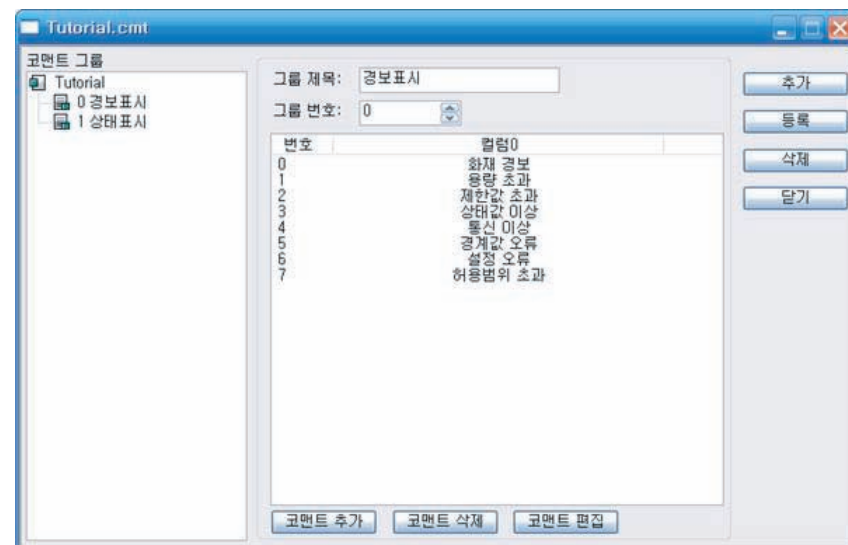 Tutorial.cmt
코맨트 그룹
Tutorial
0 경보표시
1 상태표시
그룹 제목: 경보표시
그룹 번호: 0
번호 컬럼0
0 화재 경보
1 용량 초과
2 제한값 초과
3 상태값 이상
4 통신 이상
5 경계값 오류
6 설정 오류
7 허용범위 초과
코맨트 추가 코맨트 삭제 코맨트 편집
추가
등록
삭제
닫기